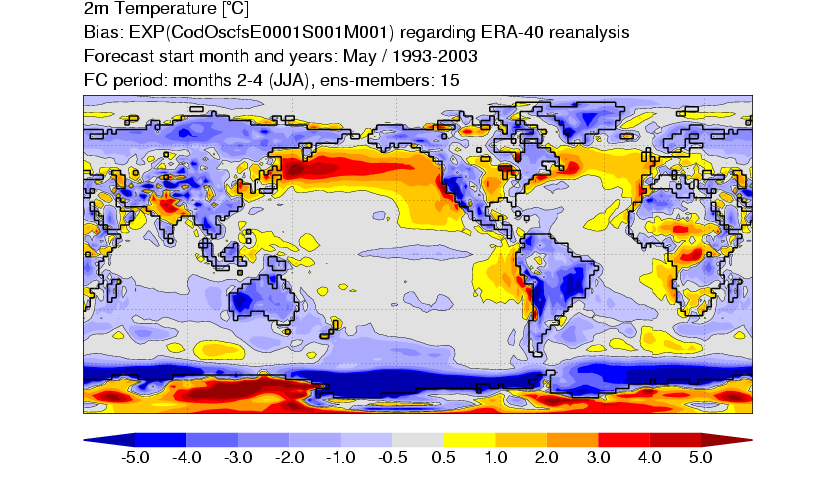 2m Temperature [°C]
Bias: EXP(CodOscfsE0001S001M001) regarding ERA-40 reanalysis
Forecast start month and years: May / 1993-2003
FC period: months 2-4 (JJA), ens-members: 15
-5.0 -4.0 -3.0 -2.0 -1.0 -0.5 0.5 1.0 2.0 3.0 4.0 5.0